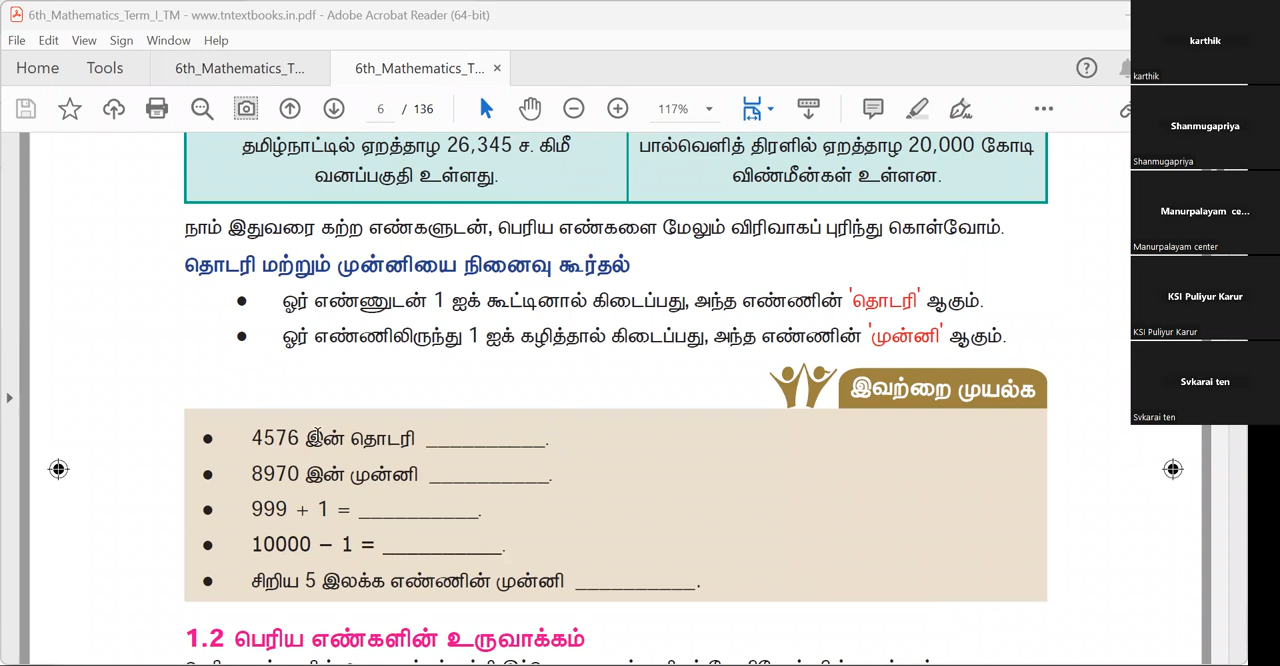 6th_Mathematics_Term_I_TM - www.tntextbooks.in.pdf - Adobe Acrobat Reader (64-bit)
File Edit View Sign Window Help
Home Tools 6th_Mathematics_T... 6th_Mathematics_T... ×
6 / 136 117%
தமிழ்நாட்டில் ஏறத்தாழ 26,345 ச. கிமீ
வனப்பகுதி உள்ளது.
பால்வெளித் திரளில் ஏறத்தாழ 20,000 கோடி
விண்மீன்கள் உள்ளன.
நாம் இதுவரை கற்ற எண்களுடன், பெரிய எண்களை மேலும் விரிவாகப் புரிந்து கொள்வோம்.
தொடரி மற்றும் முன்னியை நினைவு கூர்தல்
● ஓர் எண்ணுடன் 1 ஐக் கூட்டினால் கிடைப்பது, அந்த எண்ணின் 'தொடரி' ஆகும்.
● ஓர் எண்ணிலிருந்து 1 ஐக் கழித்தால் கிடைப்பது, அந்த எண்ணின் 'முன்னி' ஆகும்.
இவற்றை முயல்க
● 4576 இன் தொடரி __________.
● 8970 இன் முன்னி __________.
● 999 + 1 = __________.
● 10000 – 1 = __________.
● சிறிய 5 இலக்க எண்ணின் முன்னி __________.
1.2 பெரிய எண்களின் உருவாக்கம்
karthik
karthik
Shanmugapriya
Shanmugapriya
Manurpalayam ce...
Manurpalayam center
KSI Puliyur Karur
KSI Puliyur Karur
Svkarai ten
Svkarai ten